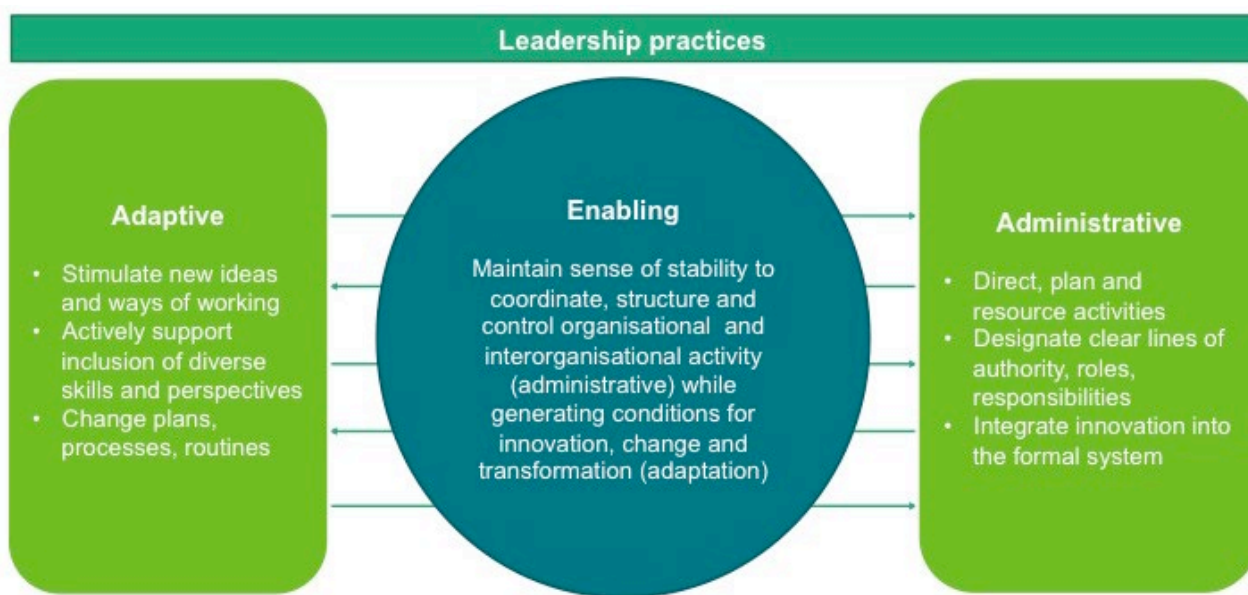 Leadership practices
Adaptive
• Stimulate new ideas
and ways of working
• Actively support
inclusion of diverse
skills and perspectives
• Change plans,
processes, routines
Enabling
Maintain sense of stability to
coordinate, structure and
control organisational and
interorganisational activity
(administrative) while
generating conditions for
innovation, change and
transformation (adaptation)
Administrative
• Direct, plan and
resource activities
• Designate clear lines of
authority, roles,
responsibilities
• Integrate innovation into
the formal system